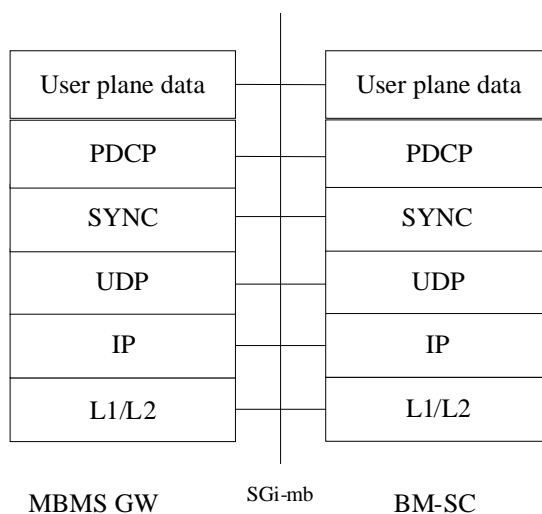 User plane data User plane data
PDCP PDCP
SYNC SYNC
UDP UDP
IP IP
L1/L2 L1/L2
MBMS GW SGi-mb BM-SC